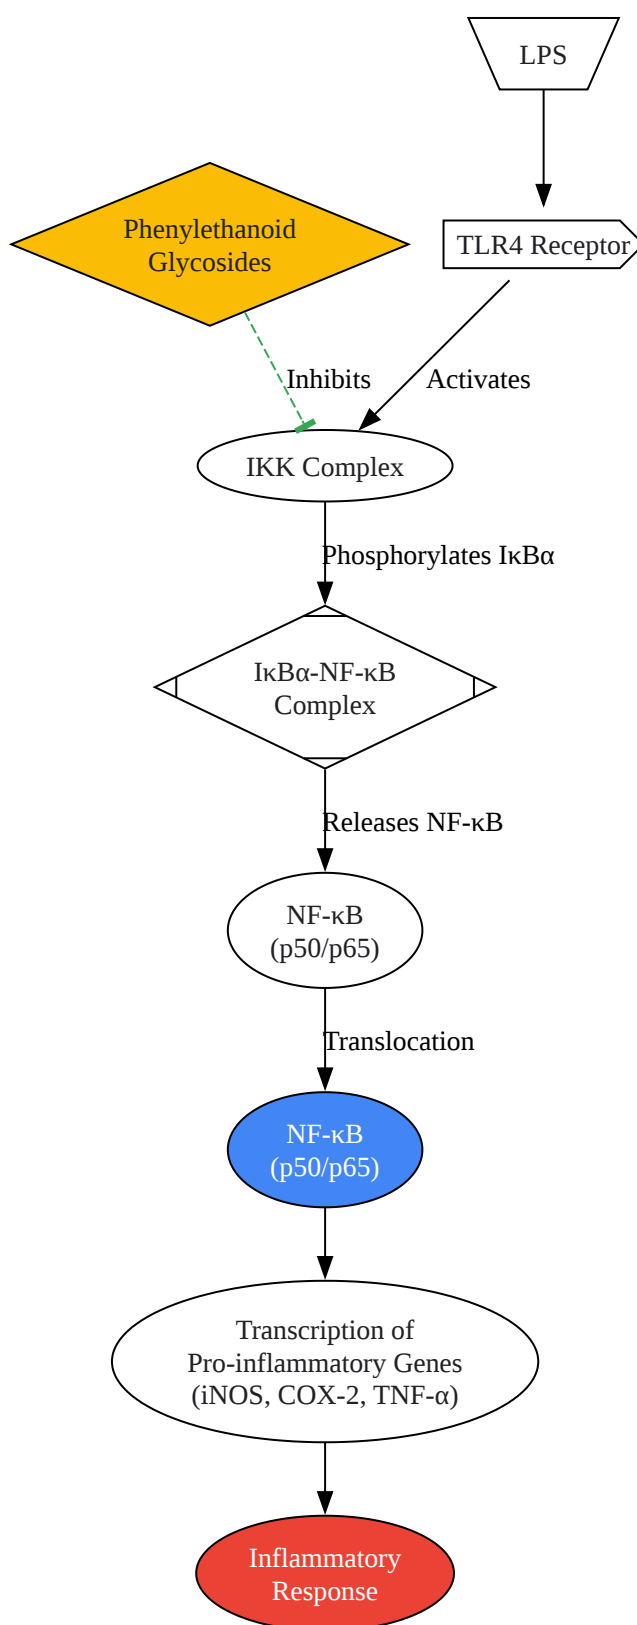 LPS
Phenylethanoid
Glycosides
TLR4 Receptor
Inhibits
Activates
IKK Complex
Phosphorylates IκBα
IκBα-NF-κB
Complex
Releases NF-κB
NF-κB
(p50/p65)
Translocation
NF-κB
(p50/p65)
Transcription of
Pro-inflammatory Genes
(iNOS, COX-2, TNF-α)
Inflammatory
Response